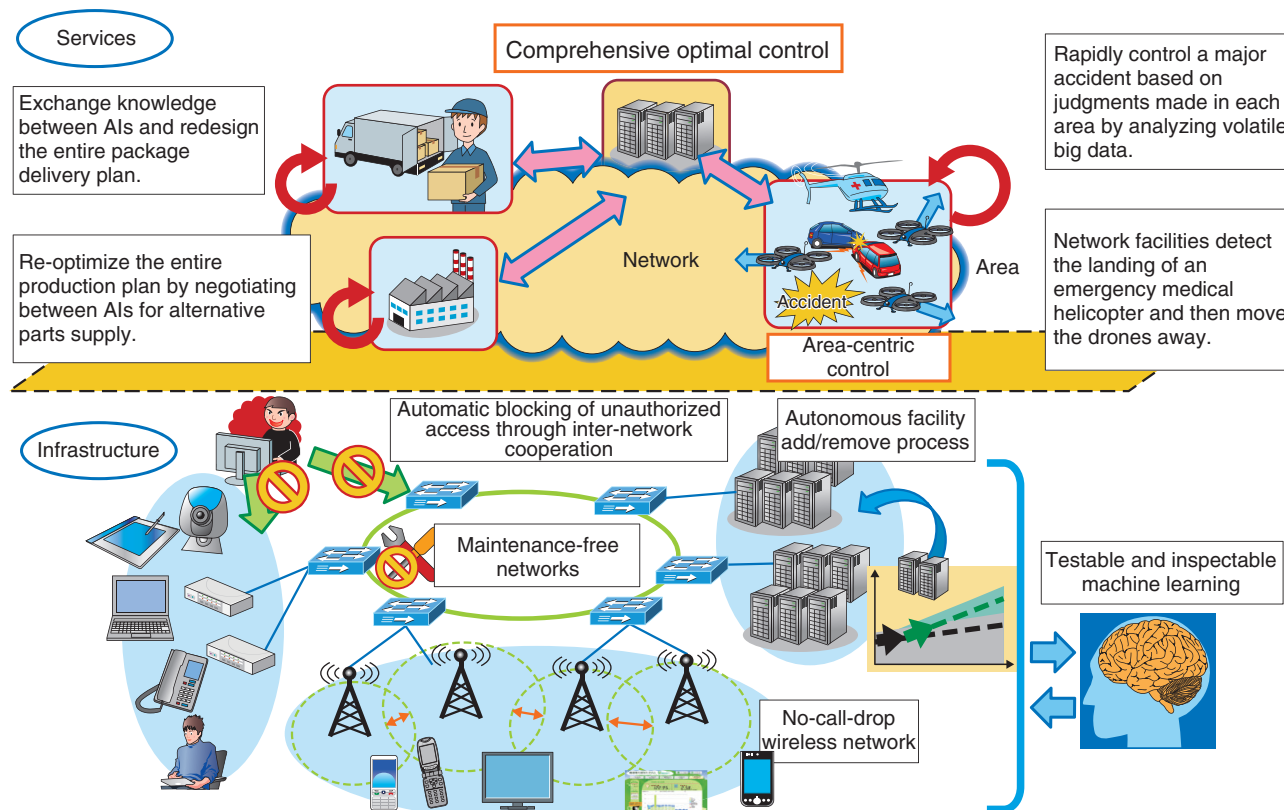 Services
Comprehensive optimal control
Exchange knowledge
between AIs and redesign
the entire package
delivery plan.
Rapidly control a major
accident based on
judgments made in each
area by analyzing volatile
big data.
Re-optimize the entire
production plan by negotiating
between AIs for alternative
parts supply.
Network
Accident
Area
Area-centric
control
Network facilities detect
the landing of an
emergency medical
helicopter and then move
the drones away.
Infrastructure
Automatic blocking of unauthorized
access through inter-network
cooperation
Autonomous facility
add/remove process
Maintenance-free
networks
Testable and inspectable
machine learning
No-call-drop
wireless network